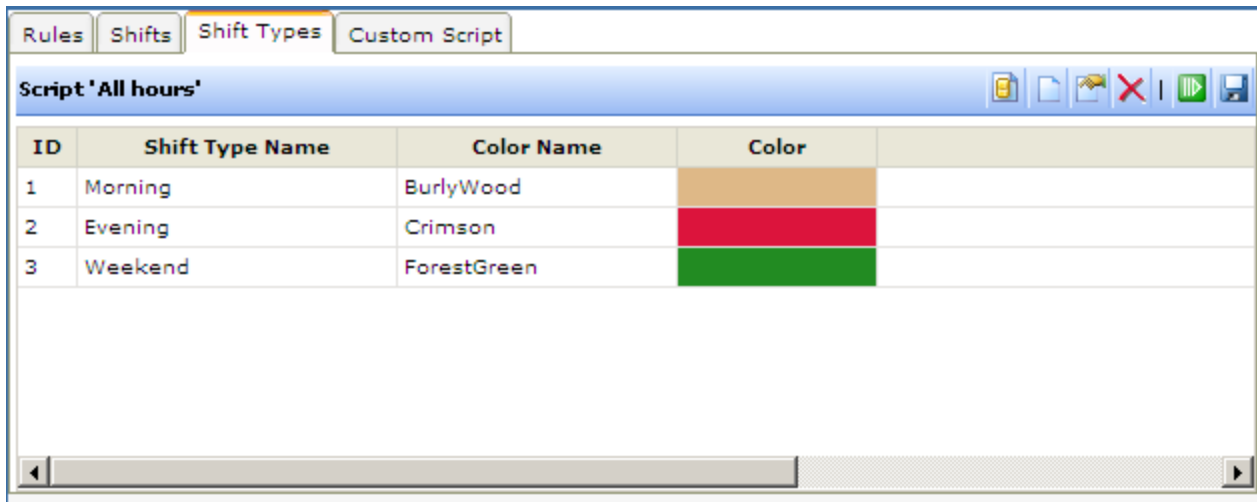 Rules Shifts Shift Types Custom Script
Script 'All hours'
ID Shift Type Name Color Name Color
1 Morning BurlyWood
2 Evening Crimson
3 Weekend ForestGreen